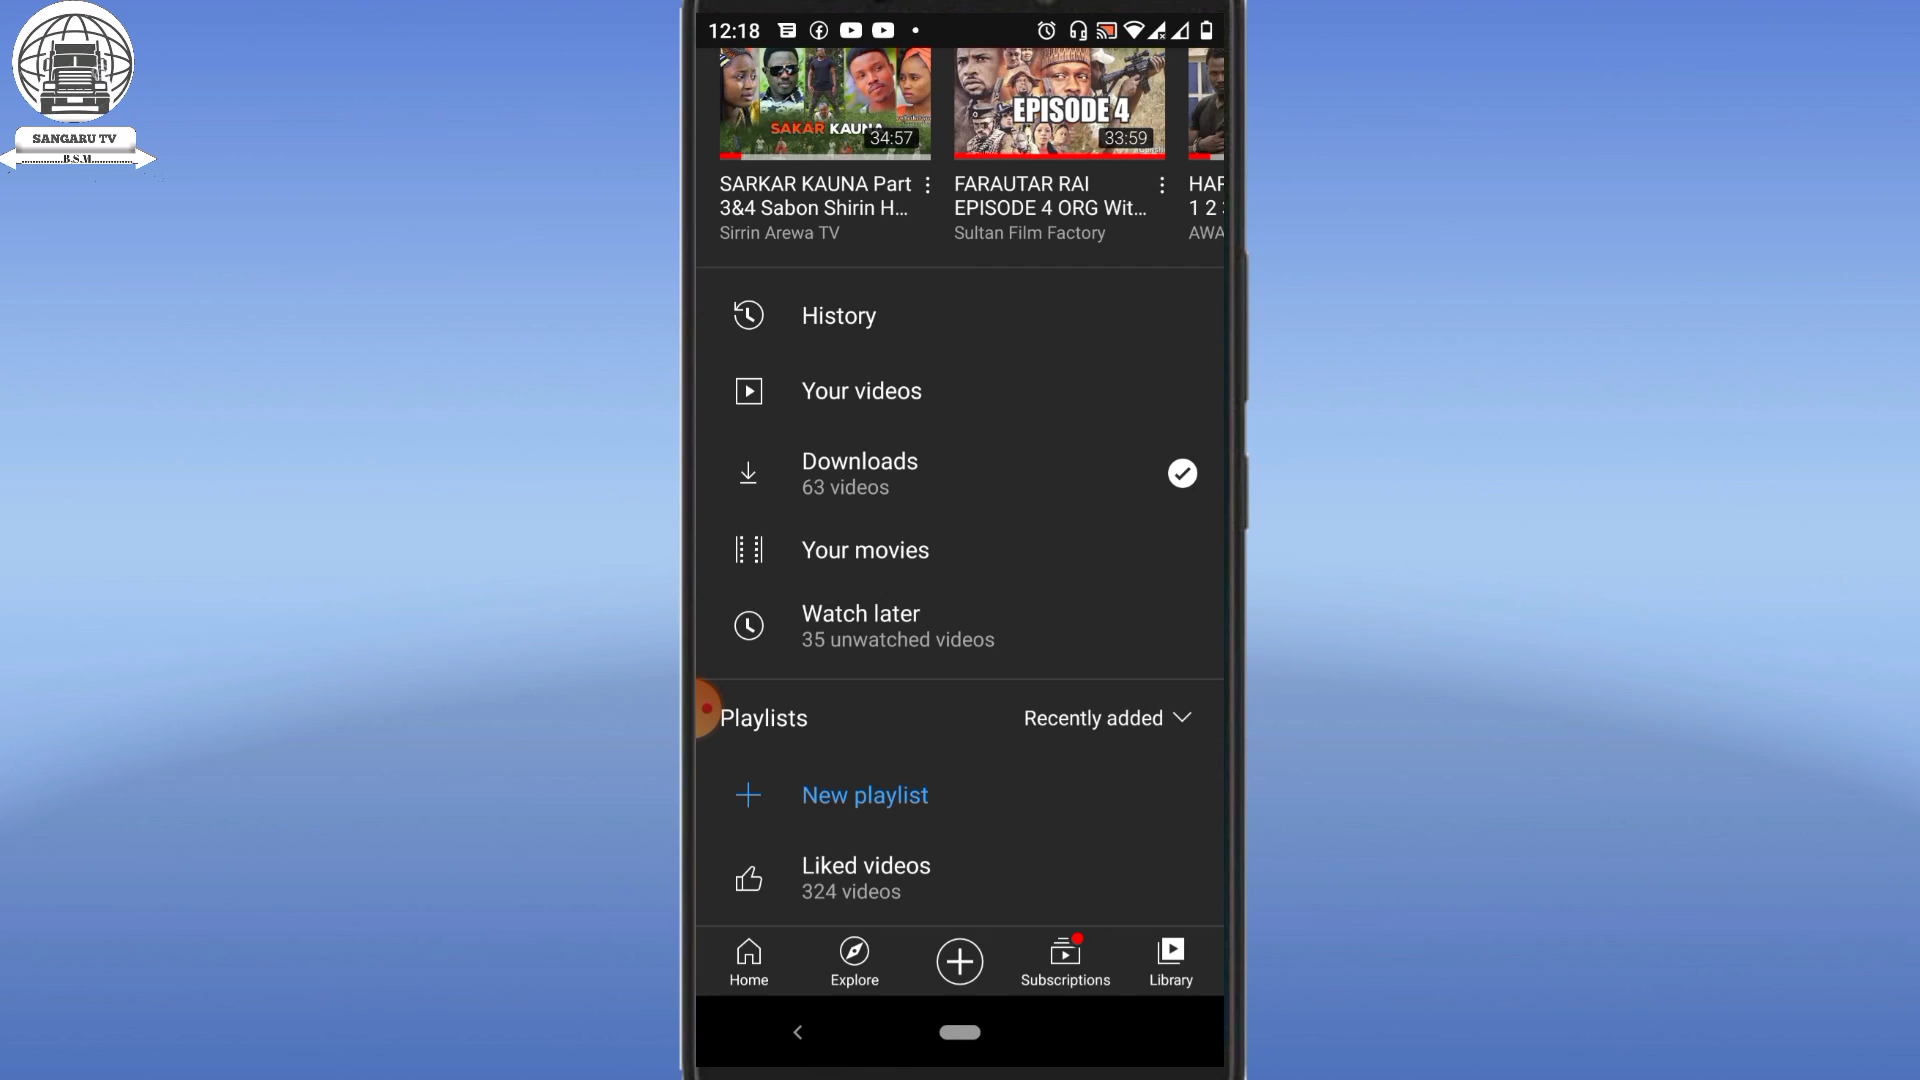 SANGARU TV
B.S.M
12:18
SAKAR KAUNA
34:57
EPISODE 4
33:59
SARKAR KAUNA Part
3&4 Sabon Shirin H...
Sirrin Arewa TV
FARAUTAR RAI
EPISODE 4 ORG Wit...
Sultan Film Factory
1 2
AWA
History
Your videos
Downloads
63 videos
Your movies
Watch later
35 unwatched videos
Playlists
Recently added
New playlist
Liked videos
324 videos
Home
Explore
Subscriptions
Library